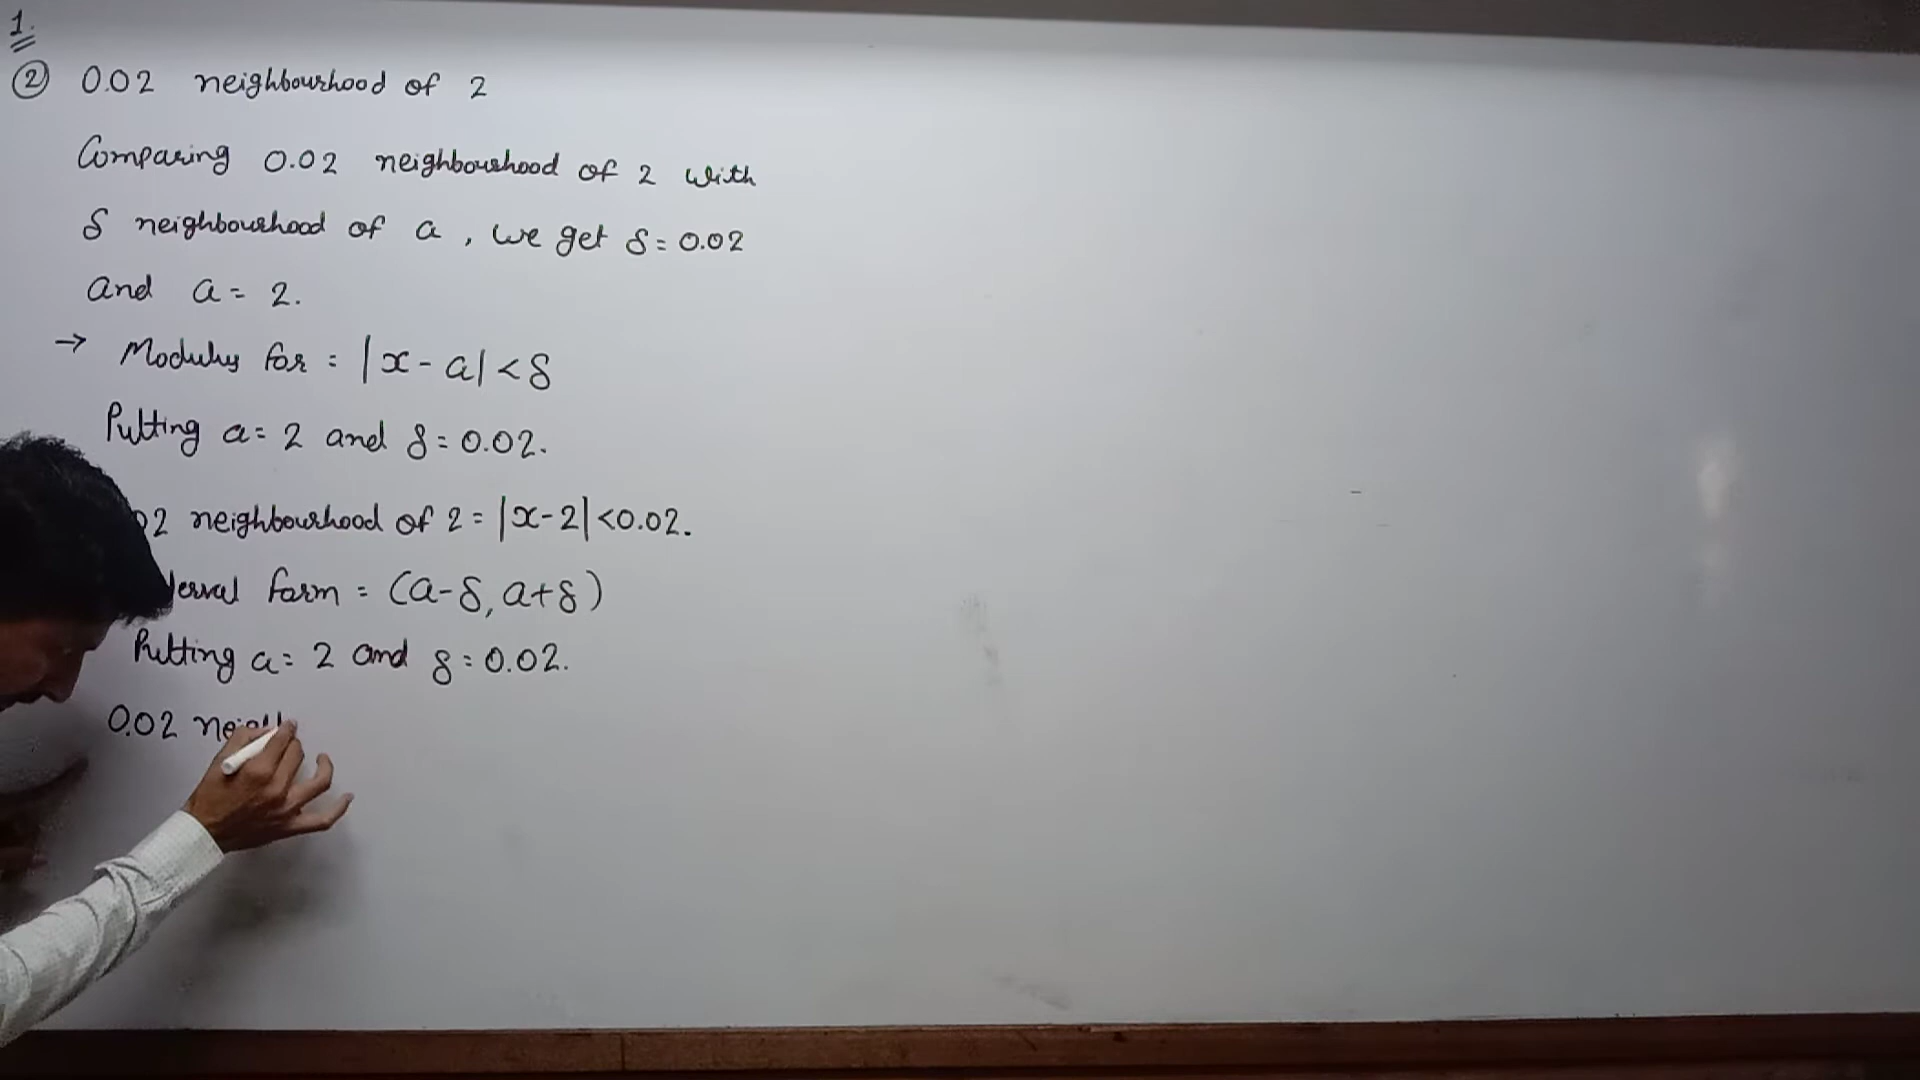 1.
② 0.02 neighbourhood of 2
Comparing 0.02 neighbourhood of 2 with
δ neighbourhood of a, we get δ = 0.02
and a = 2.
→ Modulus for = |x - a| < δ
Putting a = 2 and δ = 0.02.
02 neighbourhood of 2 = |x-2| < 0.02.
form = (a-δ, a+δ)
Putting a = 2 and δ = 0.02.
0.02